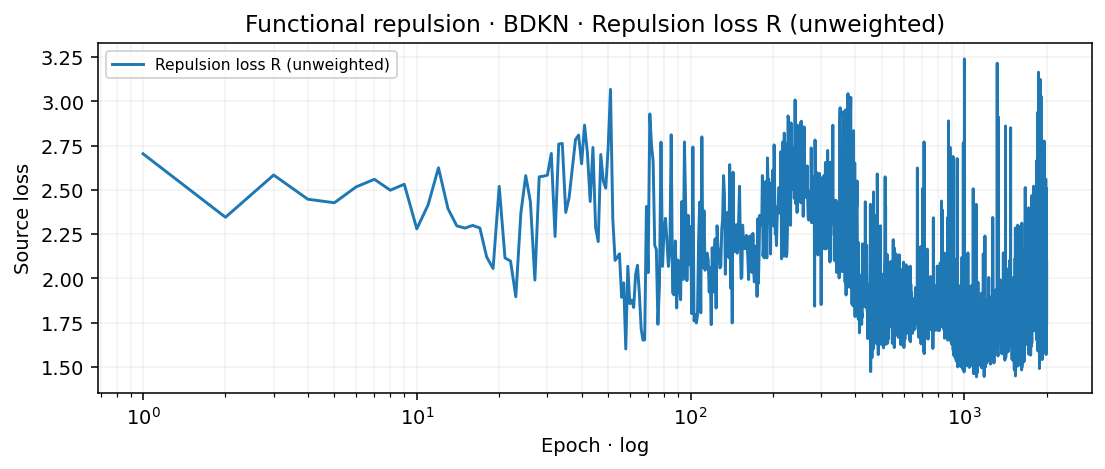 Functional repulsion · BDKN · Repulsion loss R (unweighted)
Repulsion loss R (unweighted)
Source loss
3.25
3.00
2.75
2.50
2.25
2.00
1.75
1.50
10⁰ 10¹ 10² 10³
Epoch · log